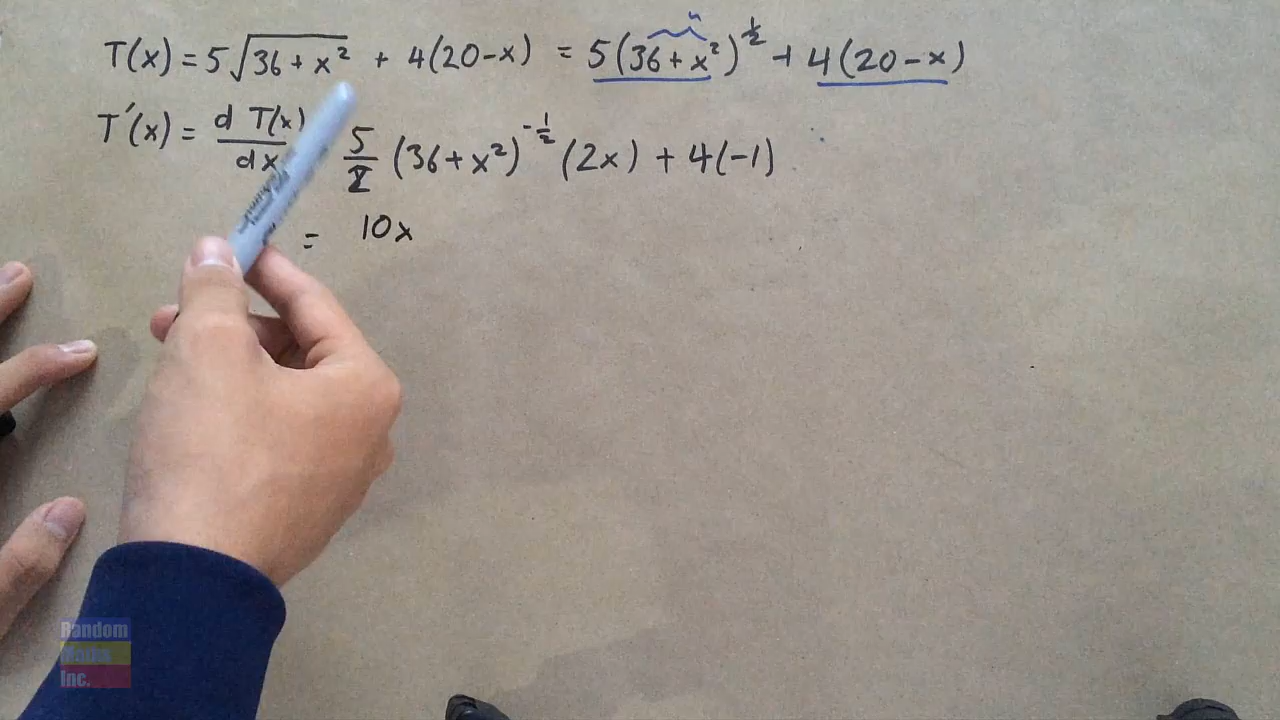 T(x) = 5√36 + x² + 4(20-x) = 5(36 + x²)^½ + 4(20-x)
u
T'(x) = d T(x) / dx 5/2 (36 + x²)^-½ (2x) + 4(-1)
= 10x
Random
Inc.